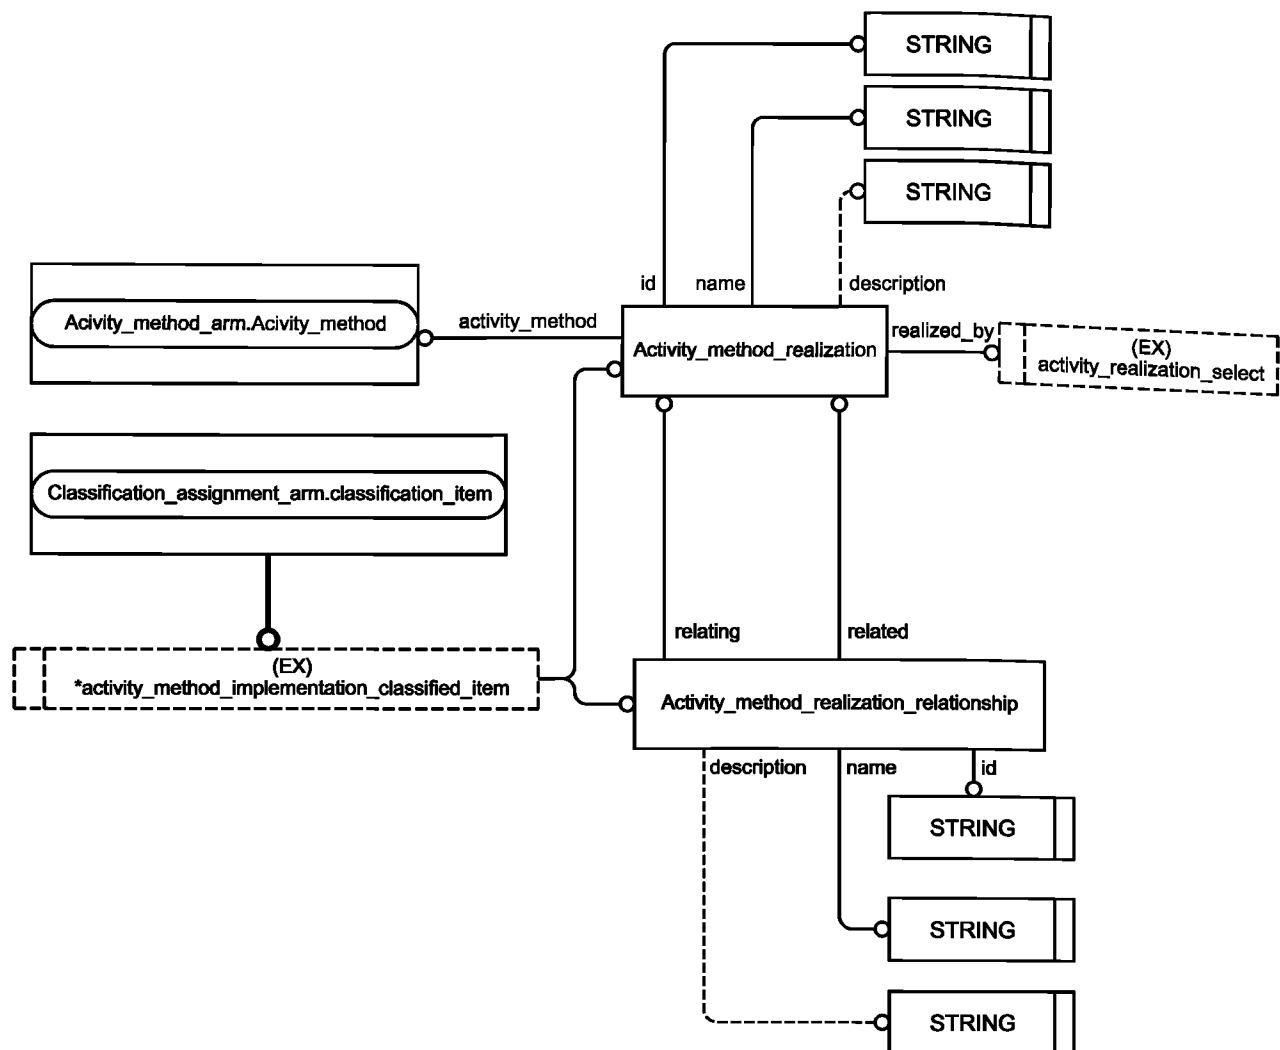 STRING
STRING
STRING
id
name
description
Acivity_method_arm.Acivity_method
activity_method
Activity_method_realization
realized_by
(EX)
activity_realization_select
Classification_assignment_arm.classification_item
relating
related
(EX)
*activity_method_implementation_classified_item
Activity_method_realization_relationship
description
name
id
STRING
STRING
STRING